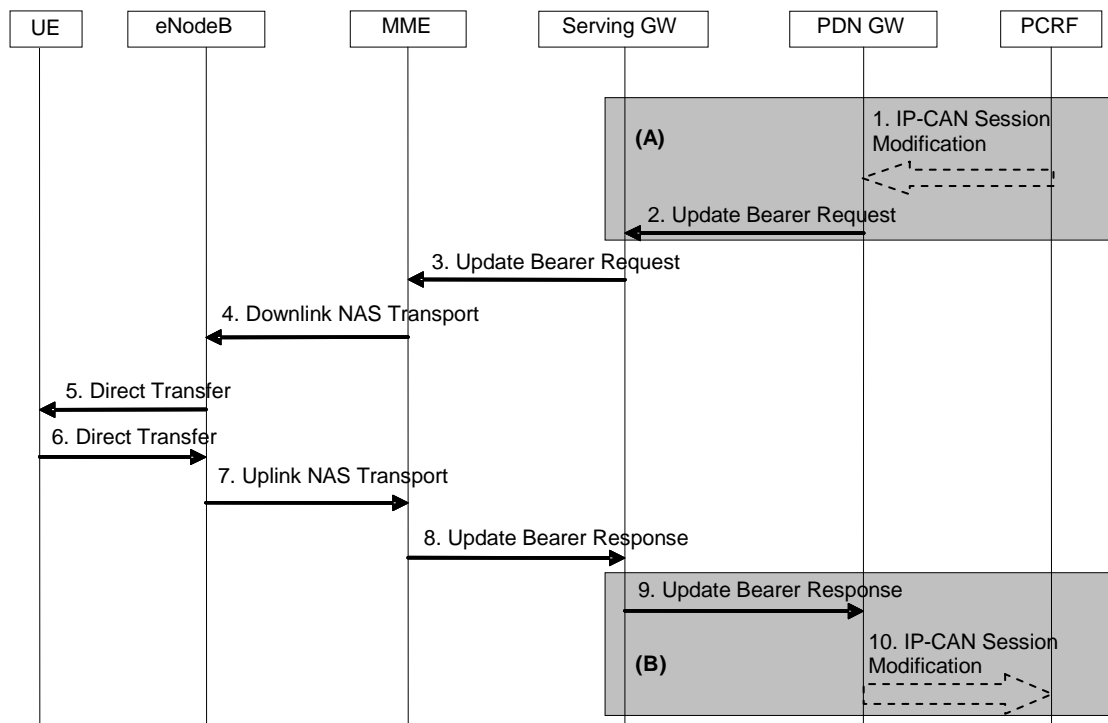 UE
eNodeB
MME
Serving GW
PDN GW
PCRF
(A)
1. IP-CAN Session
Modification
2. Update Bearer Request
3. Update Bearer Request
4. Downlink NAS Transport
5. Direct Transfer
6. Direct Transfer
7. Uplink NAS Transport
8. Update Bearer Response
9. Update Bearer Response
(B)
10. IP-CAN Session
Modification